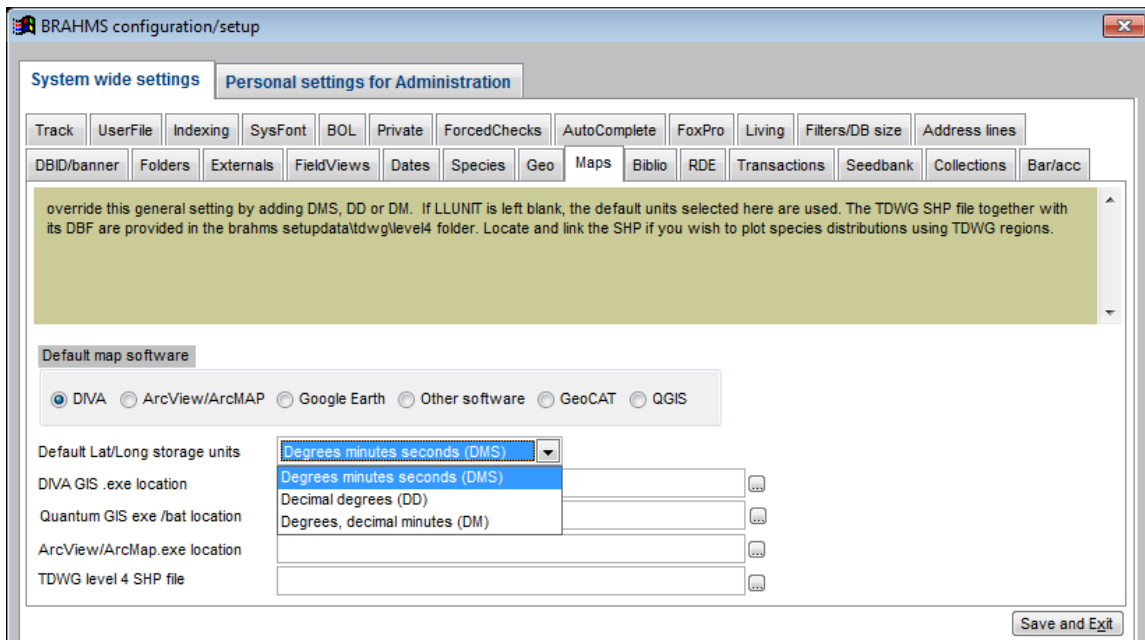 BRAHMS configuration/setup
System wide settings Personal settings for Administration
Track UserFile Indexing SysFont BOL Private ForcedChecks AutoComplete FoxPro Living Filters/DB size Address lines
DBID/banner Folders Externals FieldViews Dates Species Geo Maps Biblio RDE Transactions Seedbank Collections Bar/acc
override this general setting by adding DMS, DD or DM. If LLUNIT is left blank, the default units selected here are used. The TDWG SHP file together with
its DBF are provided in the brahms setupdata\tdwg\level4 folder. Locate and link the SHP if you wish to plot species distributions using TDWG regions.
Default map software
DIVA ArcView/ArcMAP Google Earth Other software GeoCAT QGIS
Default Lat/Long storage units Degrees minutes seconds (DMS)
Degrees minutes seconds (DMS)
DIVA GIS .exe location
Decimal degrees (DD)
Quantum GIS exe /bat location
Degrees, decimal minutes (DM)
ArcView/ArcMap.exe location
TDWG level 4 SHP file
Save and Exit